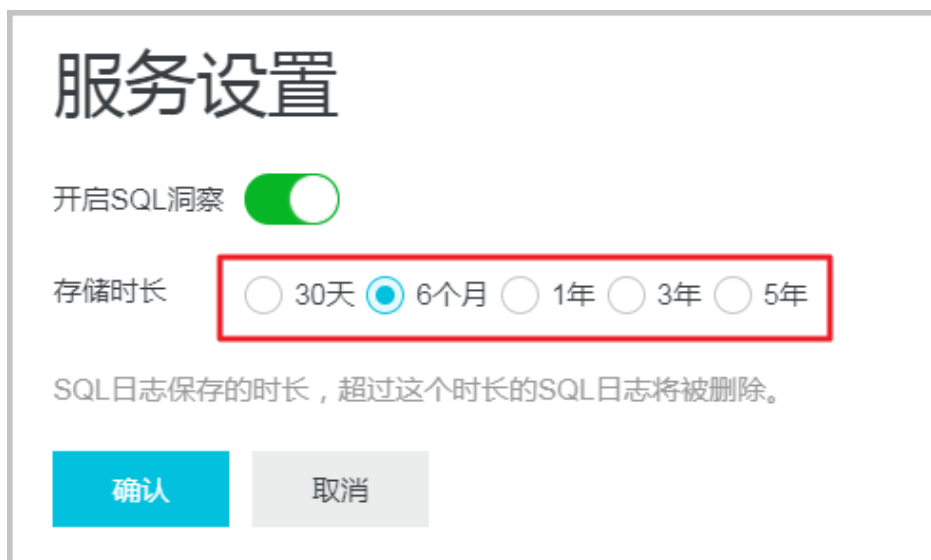 服务设置
开启SQL洞察
存储时长 30天 6个月 1年 3年 5年
SQL日志保存的时长，超过这个时长的SQL日志将被删除。
确认 取消